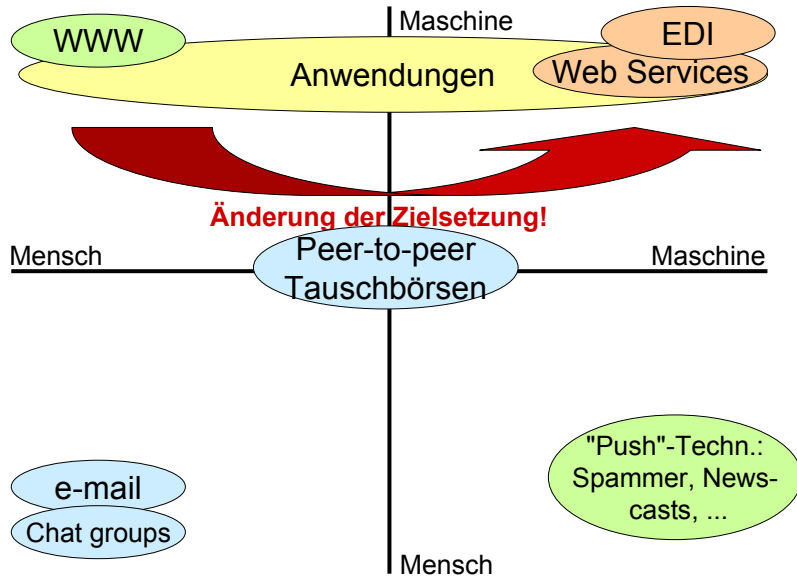 Maschine
WWW
EDI
Anwendungen
Web Services
Änderung der Zielsetzung!
Mensch
Peer-to-peer
Maschine
Tauschbörsen
"Push"-Techn.:
Spammer, News-
casts, ...
e-mail
Chat groups
Mensch